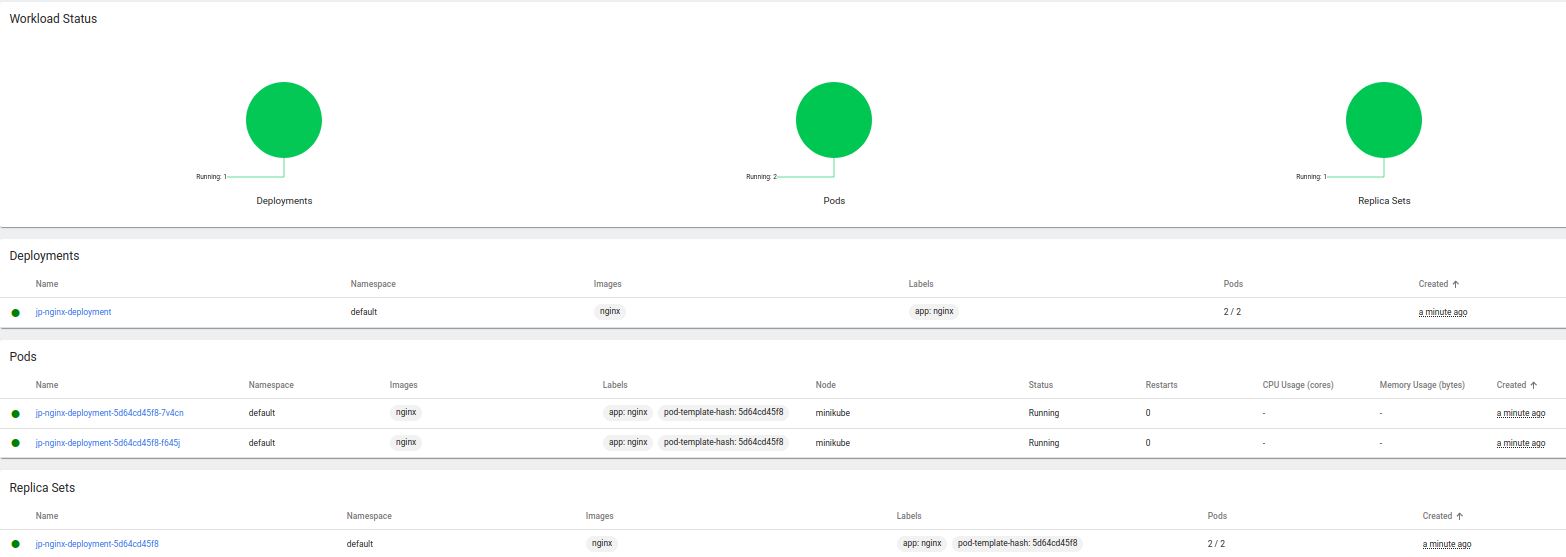 Workload Status
Running: 1 Running: 2 Running: 1
Deployments Pods Replica Sets
Deployments
Name Namespace Images Labels Pods Created ↑
jp-nginx-deployment default nginx app: nginx 2 / 2 a minute ago
Pods
Name Namespace Images Labels Node Status Restarts CPU Usage (cores) Memory Usage (bytes) Created ↑
jp-nginx-deployment-5d64cd45f8-7v4cn default nginx app: nginx pod-template-hash: 5d64cd45f8 minikube Running 0 - - a minute ago
jp-nginx-deployment-5d64cd45f8-f645j default nginx app: nginx pod-template-hash: 5d64cd45f8 minikube Running 0 - - a minute ago
Replica Sets
Name Namespace Images Labels Pods Created ↑
jp-nginx-deployment-5d64cd45f8 default nginx app: nginx pod-template-hash: 5d64cd45f8 2 / 2 a minute ago